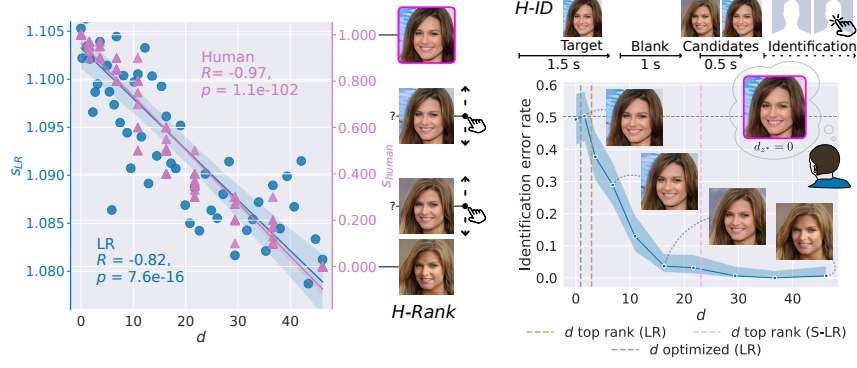 1.105
1.100
1.095
1.090
1.085
1.080
s_LR
Human
R= -0.97,
p = 1.1e-102
LR
R = -0.82,
p = 7.6e-16
0
10
20
30
40
d
1.000
0.800
0.600
0.400
0.200
0.000
s_human
?
?
H-Rank
H-ID
Target
Blank
Candidates
Identification
1.5 s
1 s
0.5 s
Identification error rate
0.6
0.5
0.4
0.3
0.2
0.1
0.0
d_z* = 0
0
10
20
30
40
d
d top rank (LR)
d top rank (S-LR)
d optimized (LR)